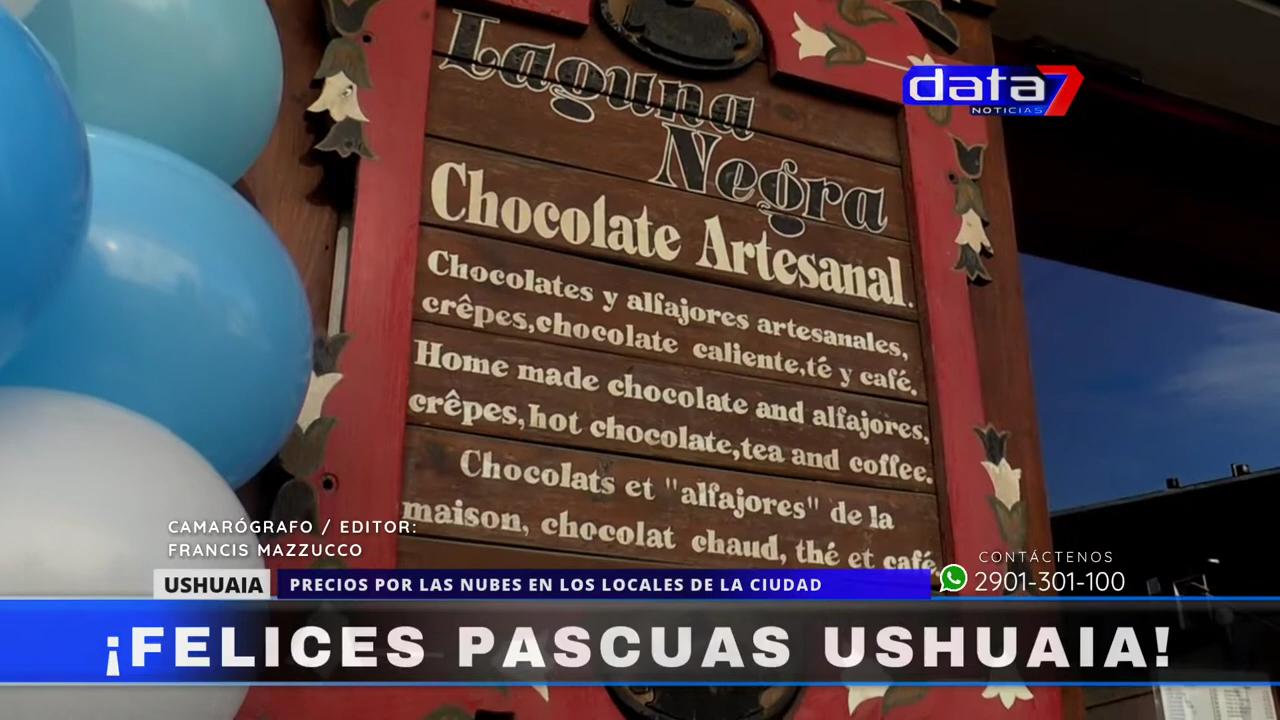 Laguna
Negra
Chocolate Artesanal.
Chocolates y alfajores artesanales,
crêpes,chocolate caliente,té y café.
Home made chocolate and alfajores,
crêpes,hot chocolate,tea and coffee.
Chocolats et "alfajores" de la
maison, chocolat chaud, thé et café.
data7
NOTICIAS
CAMARÓGRAFO / EDITOR:
FRANCIS MAZZUCCO
CONTÁCTENOS
2901-301-100
USHUAIA
PRECIOS POR LAS NUBES EN LOS LOCALES DE LA CIUDAD
¡FELICES PASCUAS USHUAIA!